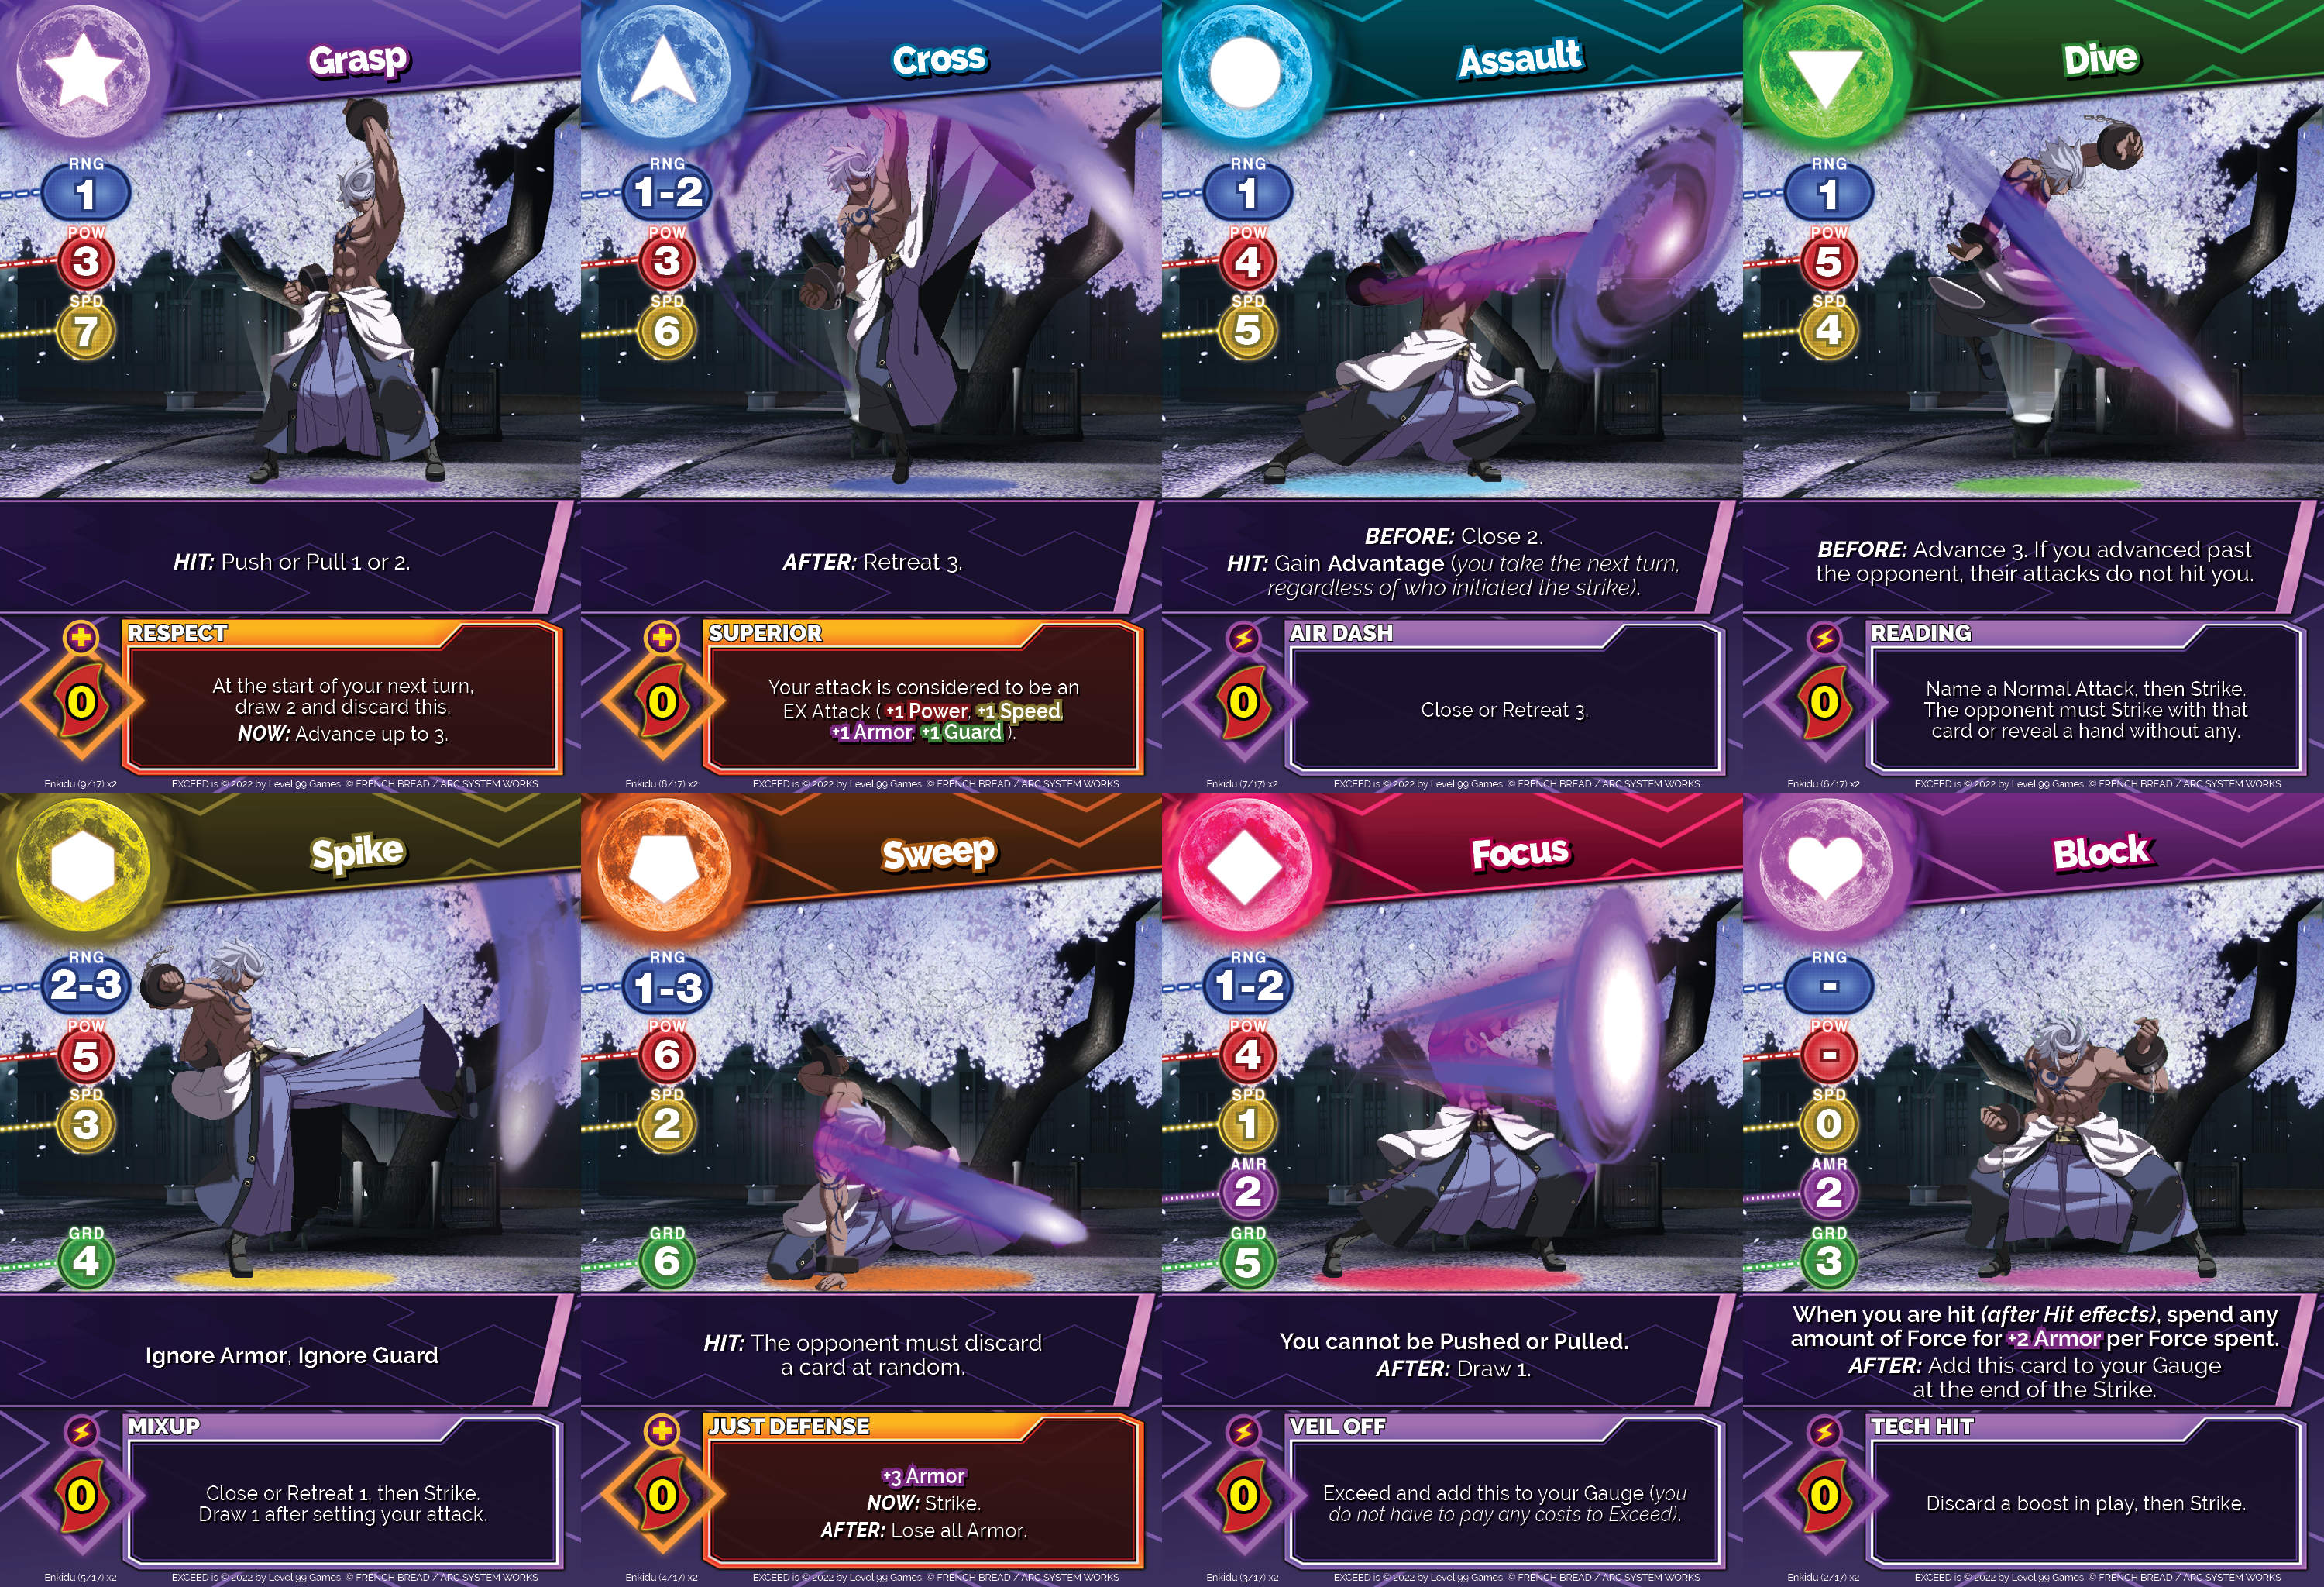 Grasp
RNG
1
POW
3
SPD
7
HIT: Push or Pull 1 or 2.
RESPECT
0
At the start of your next turn,
draw 2 and discard this.
NOW: Advance up to 3.
Enkidu (9/17) x2
EXCEED is © 2022 by Level 99 Games. © FRENCH BREAD / ARC SYSTEM WORKS
Cross
RNG
1-2
POW
3
SPD
6
AFTER: Retreat 3.
SUPERIOR
0
Your attack is considered to be an
EX Attack ( +1 Power, +1 Speed
+1 Armor, +1 Guard ).
Enkidu (8/17) x2
EXCEED is © 2022 by Level 99 Games. © FRENCH BREAD / ARC SYSTEM WORKS
Assault
RNG
1
POW
4
SPD
5
BEFORE: Close 2.
HIT: Gain Advantage (you take the next turn,
regardless of who initiated the strike).
AIR DASH
0
Close or Retreat 3.
Enkidu (7/17) x2
EXCEED is © 2022 by Level 99 Games. © FRENCH BREAD / ARC SYSTEM WORKS
Dive
RNG
1
POW
5
SPD
4
BEFORE: Advance 3. If you advanced past
the opponent, their attacks do not hit you.
READING
0
Name a Normal Attack, then Strike.
The opponent must Strike with that
card or reveal a hand without any.
Enkidu (6/17) x2
EXCEED is © 2022 by Level 99 Games. © FRENCH BREAD / ARC SYSTEM WORKS
Spike
RNG
2-3
POW
5
SPD
3
GRD
4
Ignore Armor, Ignore Guard
MIXUP
0
Close or Retreat 1, then Strike.
Draw 1 after setting your attack.
Enkidu (5/17) x2
EXCEED is © 2022 by Level 99 Games. © FRENCH BREAD / ARC SYSTEM WORKS
Sweep
RNG
1-3
POW
6
SPD
2
GRD
6
HIT: The opponent must discard
a card at random.
JUST DEFENSE
0
+3 Armor
NOW: Strike.
AFTER: Lose all Armor.
Enkidu (4/17) x2
EXCEED is © 2022 by Level 99 Games. © FRENCH BREAD / ARC SYSTEM WORKS
Focus
RNG
1-2
POW
4
SPD
1
AMR
2
GRD
5
You cannot be Pushed or Pulled.
AFTER: Draw 1.
VEIL OFF
0
Exceed and add this to your Gauge (you
do not have to pay any costs to Exceed).
Enkidu (3/17) x2
EXCEED is © 2022 by Level 99 Games. © FRENCH BREAD / ARC SYSTEM WORKS
Block
RNG
-
POW
-
SPD
0
AMR
2
GRD
3
When you are hit (after Hit effects), spend any
amount of Force for +2 Armor per Force spent.
AFTER: Add this card to your Gauge
at the end of the Strike.
TECH HIT
0
Discard a boost in play, then Strike.
Enkidu (2/17) x2
EXCEED is © 2022 by Level 99 Games. © FRENCH BREAD / ARC SYSTEM WORKS